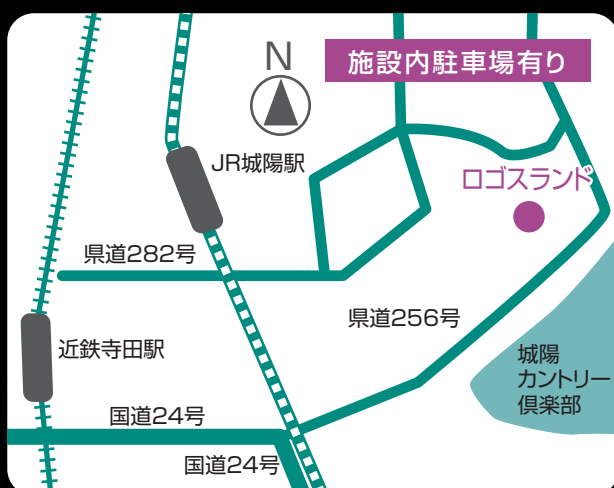 施設内駐車場有り
N
JR城陽駅
ロゴスランド
県道282号
県道256号
近鉄寺田駅
城陽
カントリー
倶楽部
国道24号
国道24号